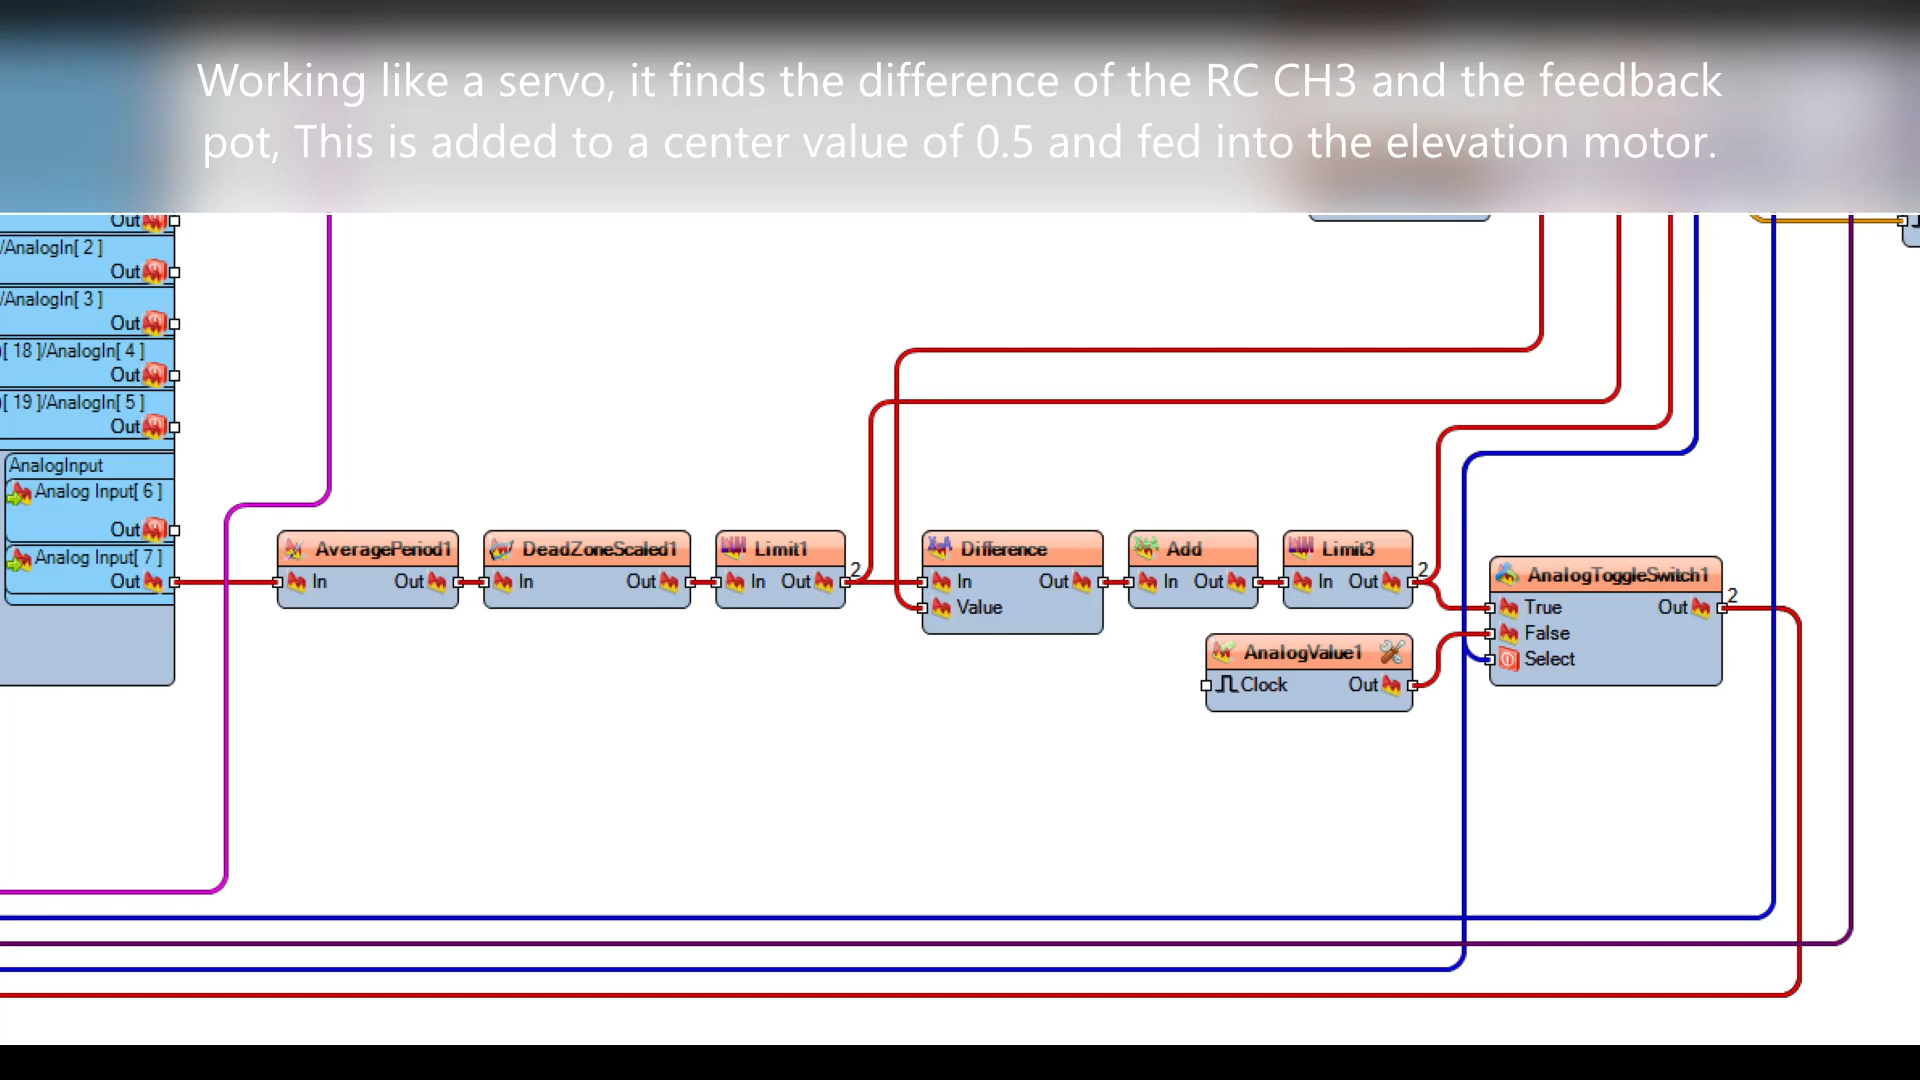 Working like a servo, it finds the difference of the RC CH3 and the feedback
pot, This is added to a center value of 0.5 and fed into the elevation motor.
Out
/AnalogIn[ 2 ]
Out
/AnalogIn[ 3 ]
Out
[ 18 ]/AnalogIn[ 4 ]
Out
[ 19 ]/AnalogIn[ 5 ]
Out
AnalogInput
Analog Input[ 6 ]
Out
Analog Input[ 7 ]
Out
AveragePeriod1
In Out
DeadZoneScaled1
In Out
Limit1
In Out
2
Difference
In Out
Value
Add
In Out
Limit3
In Out
2
AnalogValue1
Clock Out
AnalogToggleSwitch1
True Out
False
Select
2